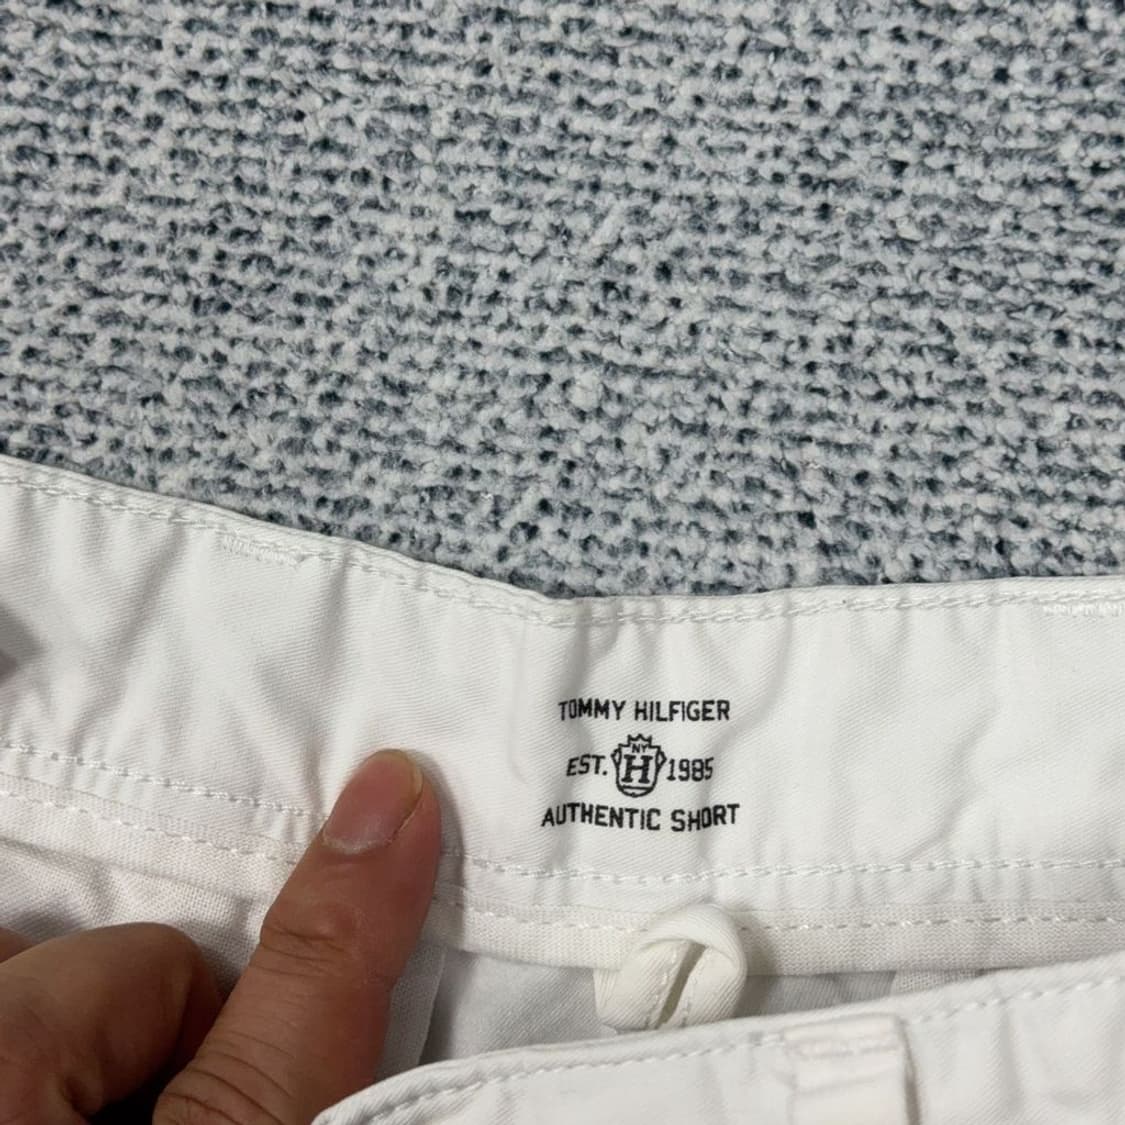 TOMMY HILFIGER
NY
EST. H 1985
AUTHENTIC SHORT